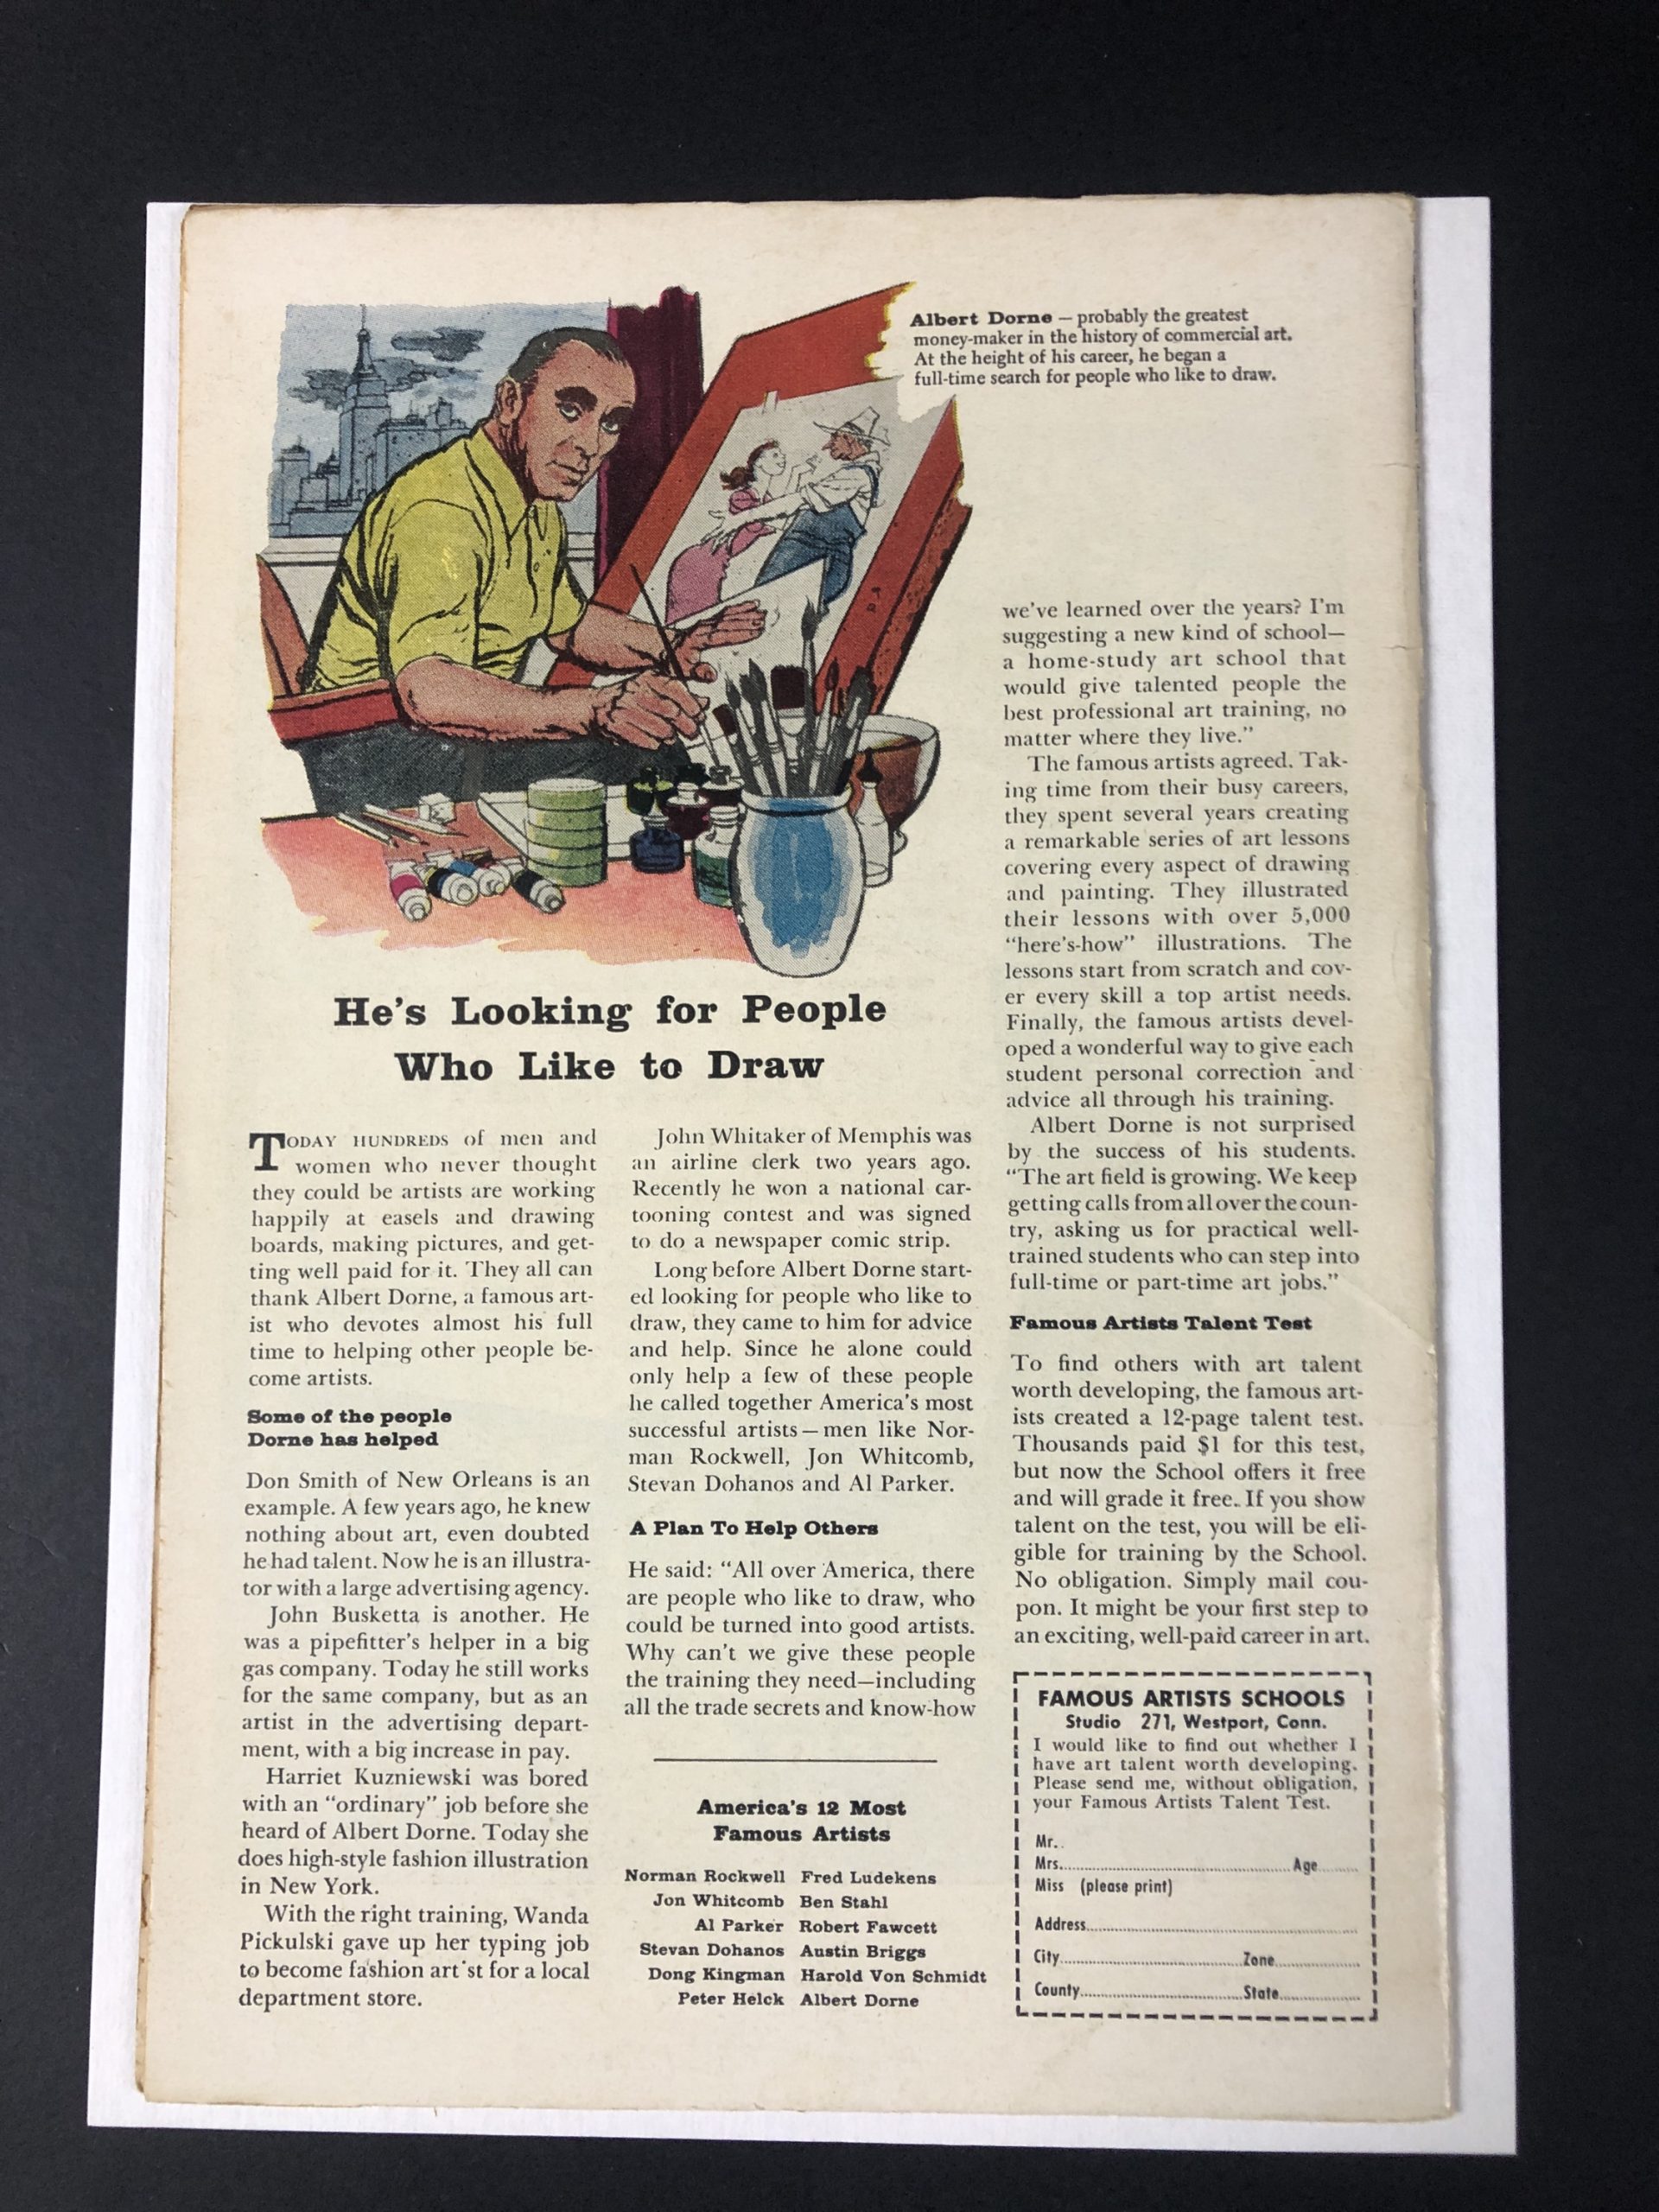 Albert Dorne — probably the greatest
money-maker in the history of commercial art.
At the height of his career, he began a
full-time search for people who like to draw.
He's Looking for People
Who Like to Draw
TODAY HUNDREDS of men and
women who never thought
they could be artists are working
happily at easels and drawing
boards, making pictures, and get-
ting well paid for it. They all can
thank Albert Dorne, a famous art-
ist who devotes almost his full
time to helping other people be-
come artists.
Some of the people
Dorne has helped
Don Smith of New Orleans is an
example. A few years ago, he knew
nothing about art, even doubted
he had talent. Now he is an illustra-
tor with a large advertising agency.
John Busketta is another. He
was a pipefitter's helper in a big
gas company. Today he still works
for the same company, but as an
artist in the advertising depart-
ment, with a big increase in pay.
Harriet Kuzniewski was bored
with an "ordinary" job before she
heard of Albert Dorne. Today she
does high-style fashion illustration
in New York.
With the right training, Wanda
Pickulski gave up her typing job
to become fashion art'st for a local
department store.
John Whitaker of Memphis was
an airline clerk two years ago.
Recently he won a national car-
tooning contest and was signed
to do a newspaper comic strip.
Long before Albert Dorne start-
ed looking for people who like to
draw, they came to him for advice
and help. Since he alone could
only help a few of these people
he called together America's most
successful artists — men like Nor-
man Rockwell, Jon Whitcomb,
Stevan Dohanos and Al Parker.
A Plan To Help Others
He said: "All over America, there
are people who like to draw, who
could be turned into good artists.
Why can't we give these people
the training they need—including
all the trade secrets and know-how
America's 12 Most
Famous Artists
Norman Rockwell Fred Ludekens
Jon Whitcomb Ben Stahl
Al Parker Robert Fawcett
Stevan Dohanos Austin Briggs
Dong Kingman Harold Von Schmidt
Peter Helck Albert Dorne
we've learned over the years? I'm
suggesting a new kind of school—
a home-study art school that
would give talented people the
best professional art training, no
matter where they live."
The famous artists agreed. Tak-
ing time from their busy careers,
they spent several years creating
a remarkable series of art lessons
covering every aspect of drawing
and painting. They illustrated
their lessons with over 5,000
"here's-how" illustrations. The
lessons start from scratch and cov-
er every skill a top artist needs.
Finally, the famous artists devel-
oped a wonderful way to give each
student personal correction and
advice all through his training.
Albert Dorne is not surprised
by the success of his students.
"The art field is growing. We keep
getting calls from all over the coun-
try, asking us for practical well-
trained students who can step into
full-time or part-time art jobs."
Famous Artists Talent Test
To find others with art talent
worth developing, the famous art-
ists created a 12-page talent test.
Thousands paid $1 for this test,
but now the School offers it free
and will grade it free. If you show
talent on the test, you will be eli-
gible for training by the School.
No obligation. Simply mail cou-
pon. It might be your first step to
an exciting, well-paid career in art.
FAMOUS ARTISTS SCHOOLS
Studio 271, Westport, Conn.
I would like to find out whether I
have art talent worth developing.
Please send me, without obligation,
your Famous Artists Talent Test.
Mr.
Mrs. Age
Miss (please print)
Address
City Zone
County State